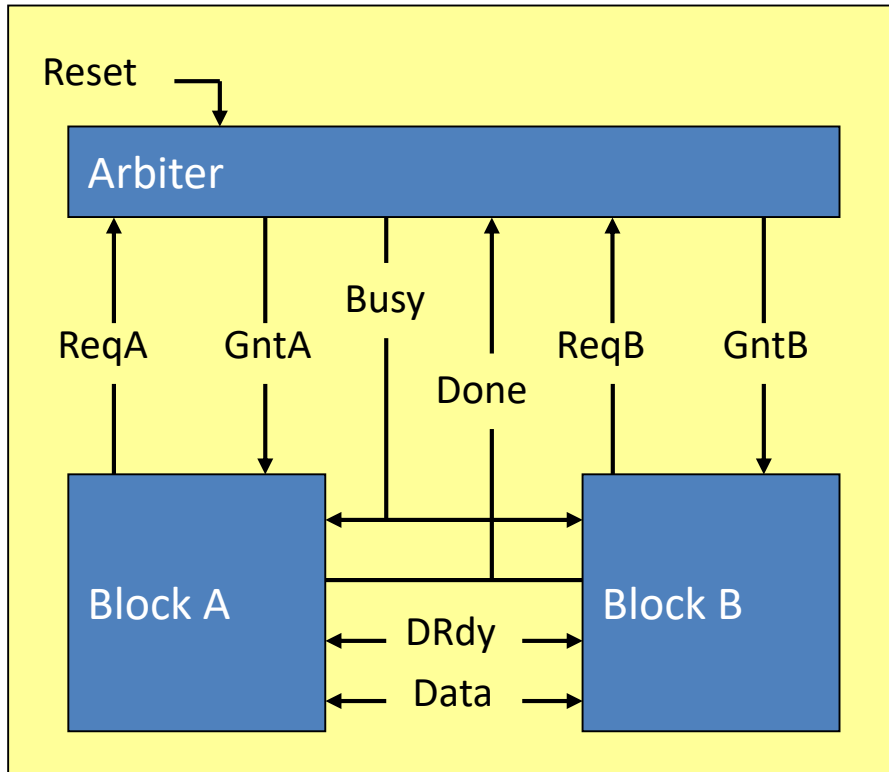 Reset
Arbiter
Busy
ReqA
GntA
ReqB
GntB
Done
Block A
Block B
DRdy
Data